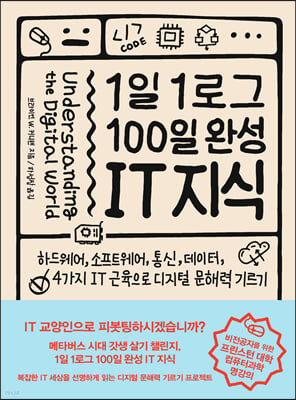 CODE
Understanding
the Digital World
브라이언 W. 커니핸 지음 / 하성창 옮김
1일 1로그
100일 완성
IT 지식
하드웨어, 소프트웨어, 통신, 데이터,
4가지 IT 근육으로 디지털 문해력 기르기
IT 교양인으로 피봇팅하시겠습니까?
메타버스 시대 갓생 살기 챌린지,
1일 1로그 100일 완성 IT 지식
복잡한 IT 세상을 선명하게 읽는 디지털 문해력 기르기 프로젝트
비전공자를 위한
프린스턴 대학
컴퓨터과학
명강의